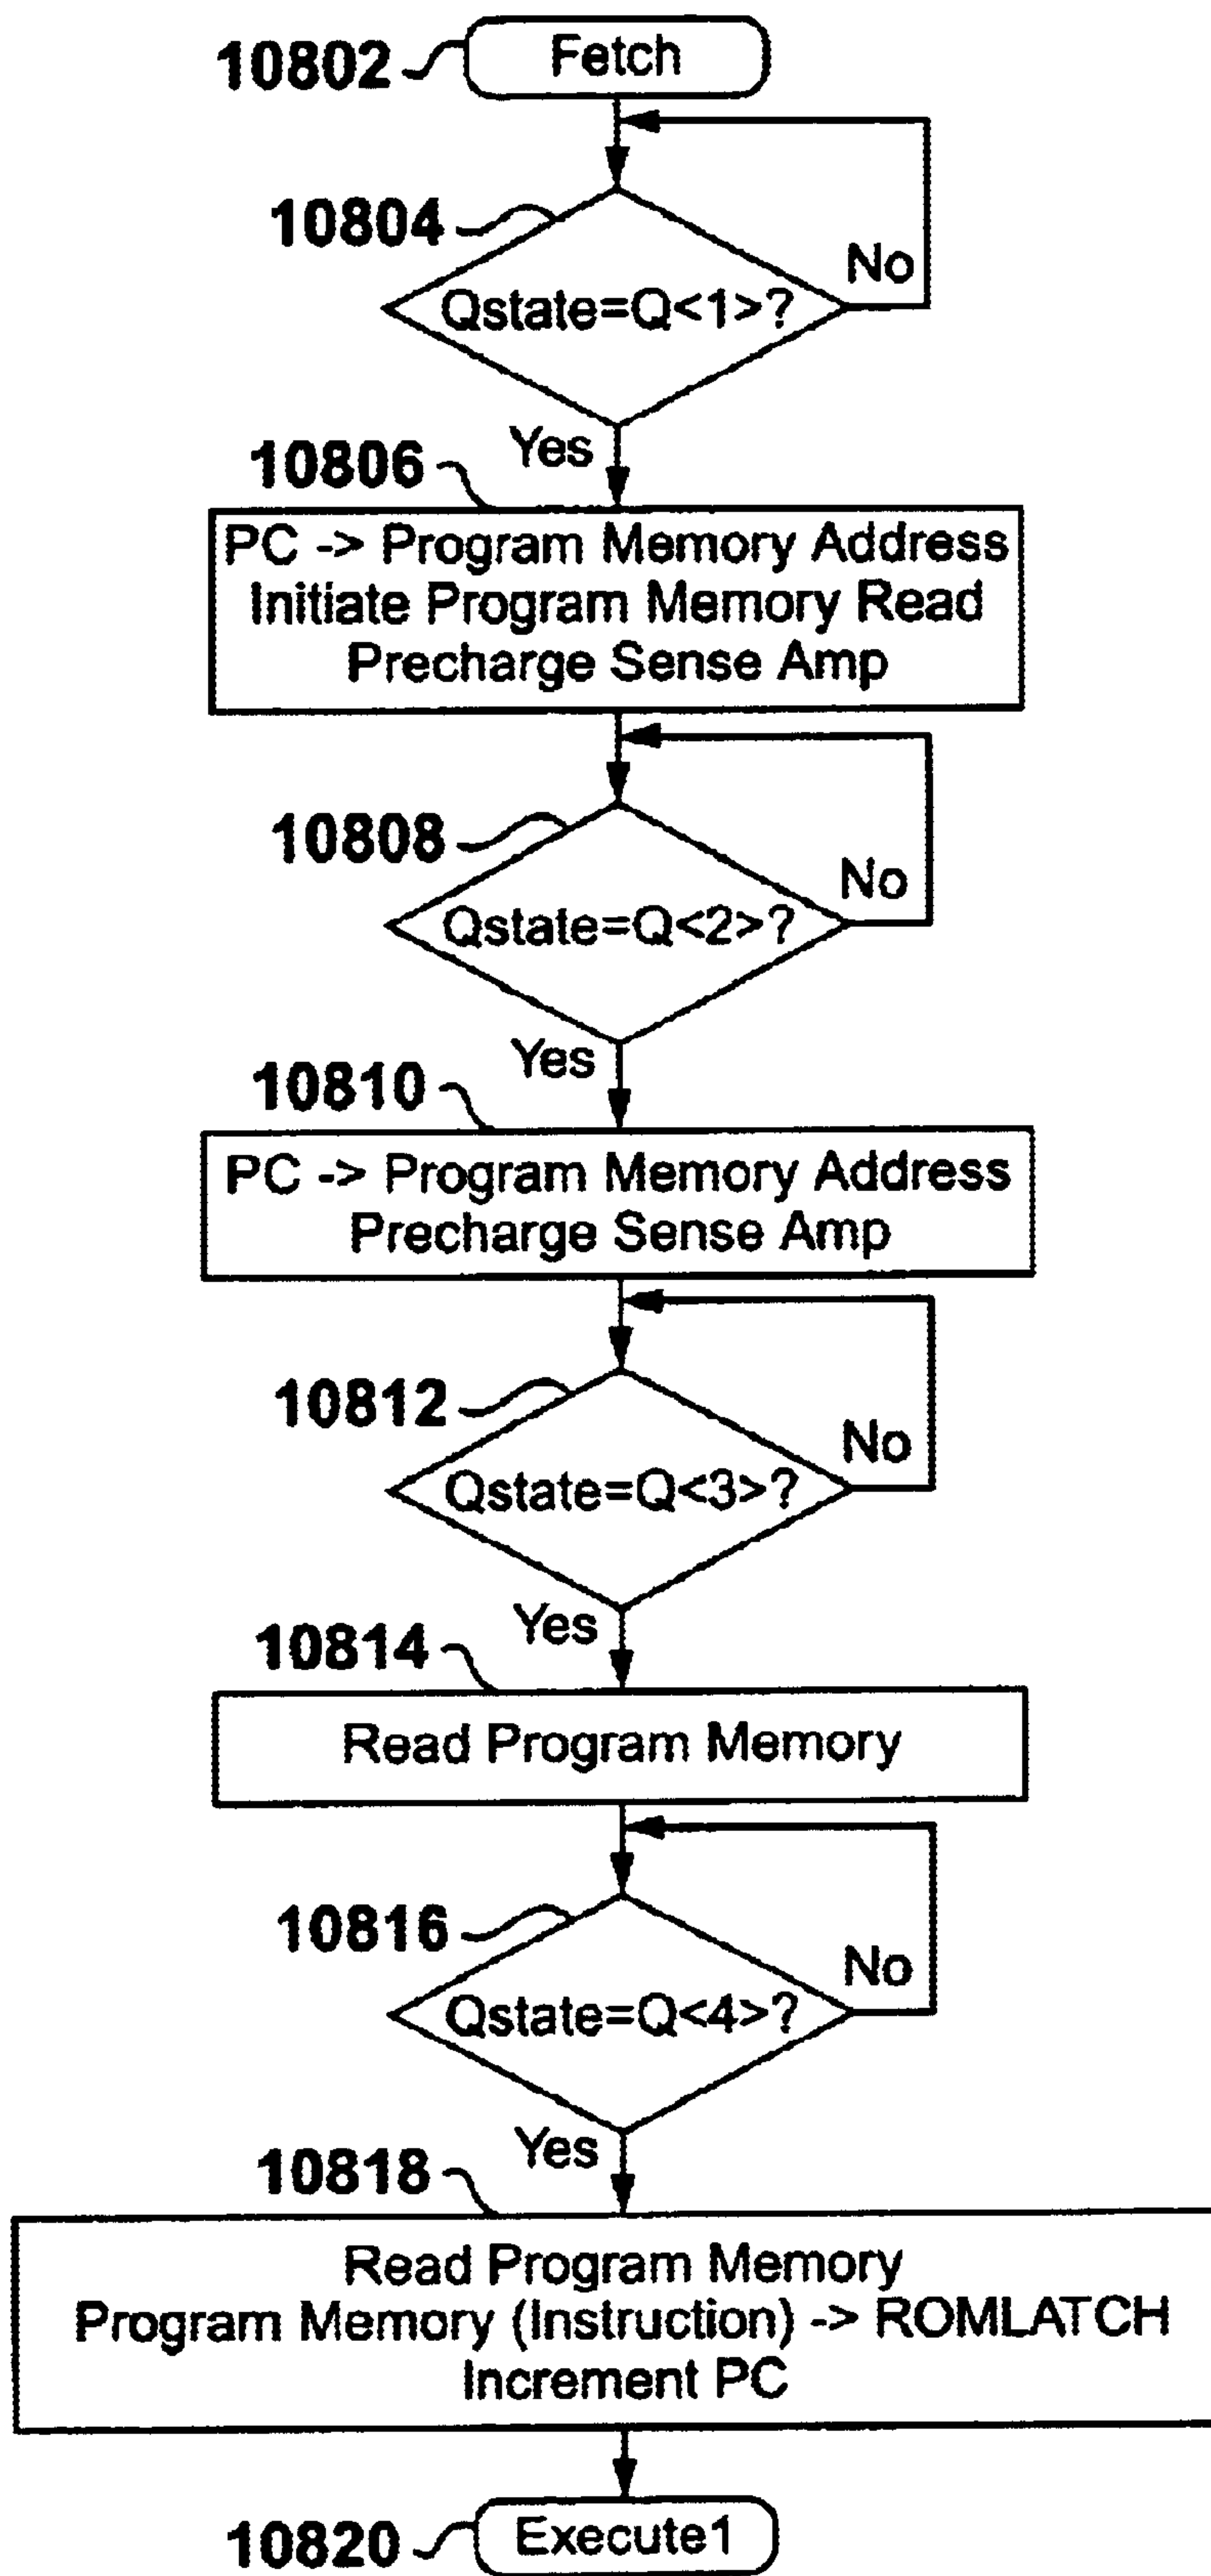 10802
Fetch
10804
No
Qstate=Q<1>?
Yes
10806
PC -> Program Memory Address
Initiate Program Memory Read
Precharge Sense Amp
10808
No
Qstate=Q<2>?
Yes
10810
PC -> Program Memory Address
Precharge Sense Amp
10812
No
Qstate=Q<3>?
Yes
10814
Read Program Memory
10816
No
Qstate=Q<4>?
Yes
10818
Read Program Memory
Program Memory (Instruction) -> ROMLATCH
Increment PC
10820
Execute1